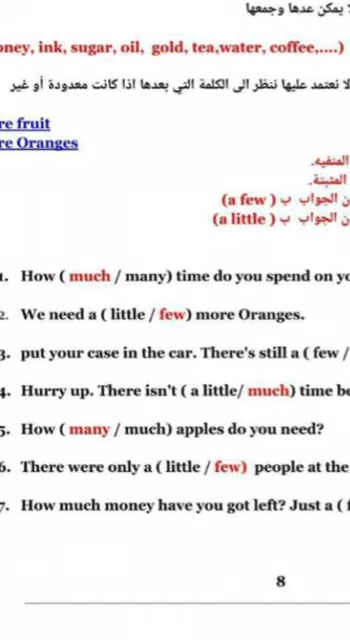 لا يمكن عدها وجمعها
oney, ink, sugar, oil, gold, tea,water, coffee,....)
لا نعتمد عليها ننظر الى الكلمة التي بعدها اذا كانت معدودة أو غير
re fruit
re Oranges
المنفيه.
المثبتة.
ن الجواب ب ( a few )
ن الجواب ب ( a little )
1. How ( much / many) time do you spend on yo
2. We need a ( little / few) more Oranges.
3. put your case in the car. There's still a ( few /
4. Hurry up. There isn't ( a little/ much) time be
5. How ( many / much) apples do you need?
6. There were only a ( little / few) people at the
7. How much money have you got left? Just a ( f
8